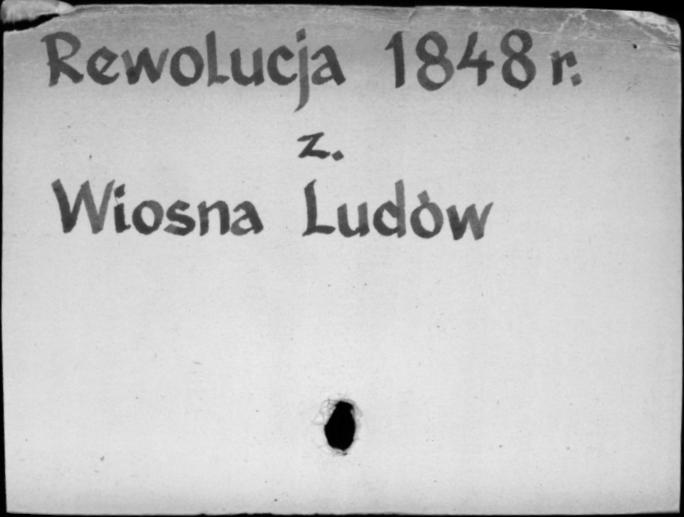 Rewolucja 1848 r.
z.
Wiosna Ludów